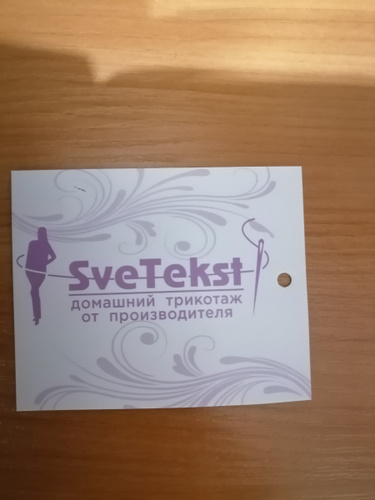 SveTekst
домашний трикотаж
от производителя